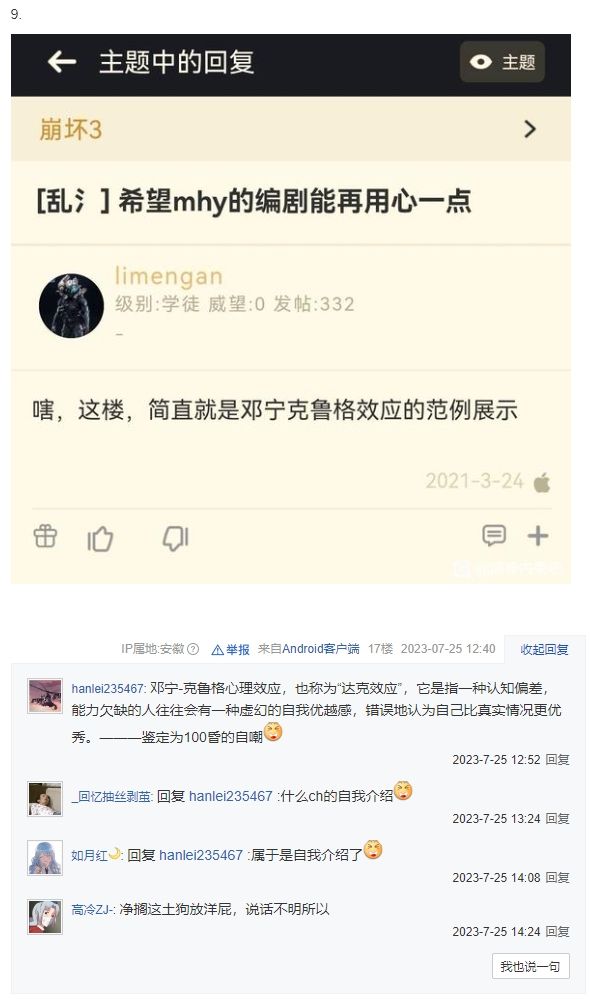 9.
主题中的回复
主题
崩坏3
[乱氵] 希望mhy的编剧能再用心一点
limengan
级别:学徒 威望:0 发帖:332
–
嗐，这楼，简直就是邓宁克鲁格效应的范例展示
2021-3-24
IP属地:安徽 举报 来自Android客户端 17楼 2023-07-25 12:40 收起回复
hanlei235467: 邓宁-克鲁格心理效应，也称为“达克效应”，它是指一种认知偏差，
能力欠缺的人往往会有一种虚幻的自我优越感，错误地认为自己比真实情况更优
秀。———鉴定为100昏的自嘲
2023-7-25 12:52 回复
_回忆抽丝剥茧: 回复 hanlei235467 :什么ch的自我介绍
2023-7-25 13:24 回复
如月红🌙: 回复 hanlei235467 :属于是自我介绍了
2023-7-25 14:08 回复
高冷ZJ-: 净搁这土狗放洋屁，说话不明所以
2023-7-25 14:24 回复
我也说一句